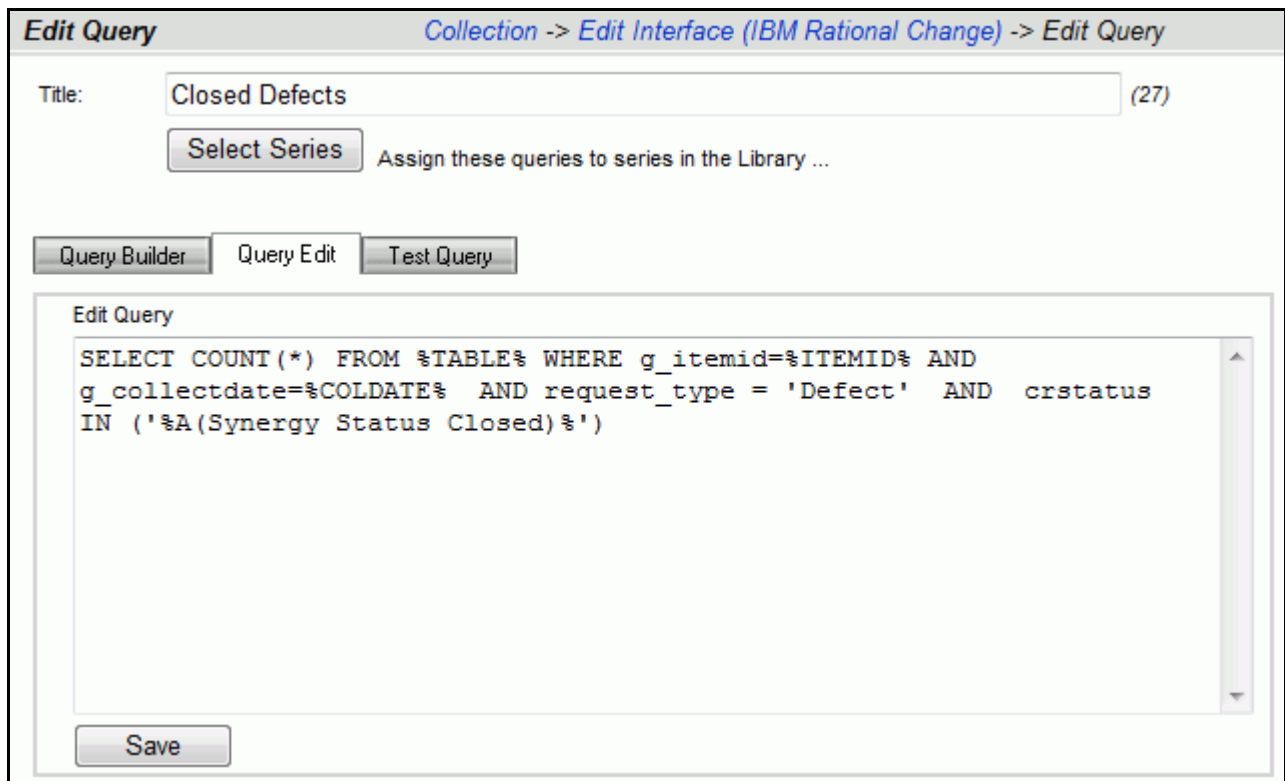 Edit Query Collection -> Edit Interface (IBM Rational Change) -> Edit Query
Title: Closed Defects (27)
Select Series Assign these queries to series in the Library ...
Query Builder Query Edit Test Query
Edit Query
SELECT COUNT(*) FROM %TABLE% WHERE g_itemid=%ITEMID% AND
g_collectdate=%COLDATE%  AND request_type = 'Defect'  AND  crstatus
IN ('%A(Synergy Status Closed)%')
Save